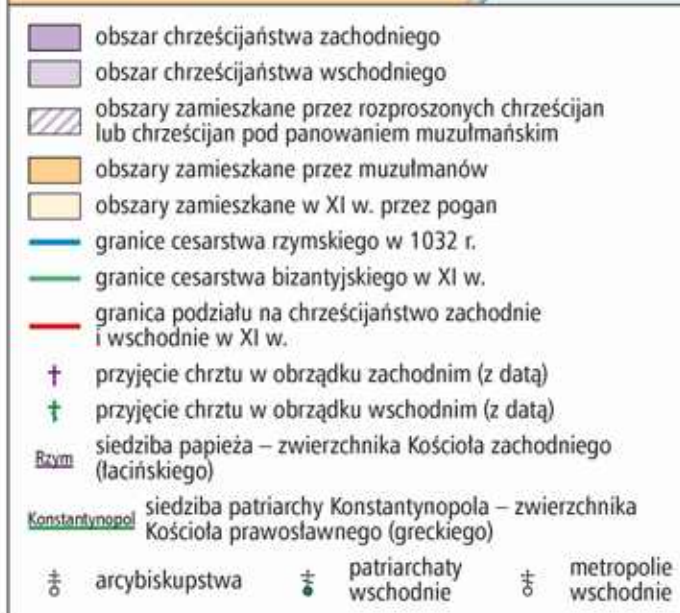 obszar chrześcijaństwa zachodniego
obszar chrześcijaństwa wschodniego
obszary zamieszkane przez rozproszonych chrześcijan
lub chrześcijan pod panowaniem muzułmańskim
obszary zamieszkane przez muzułmanów
obszary zamieszkane w XI w. przez pogan
granice cesarstwa rzymskiego w 1032 r.
granice cesarstwa bizantyjskiego w XI w.
granica podziału na chrześcijaństwo zachodnie
i wschodnie w XI w.
przyjęcie chrztu w obrządku zachodnim (z datą)
przyjęcie chrztu w obrządku wschodnim (z datą)
Rzym siedziba papieża – zwierzchnika Kościoła zachodniego
(łacińskiego)
Konstantynopol siedziba patriarchy Konstantynopola – zwierzchnika
Kościoła prawosławnego (greckiego)
arcybiskupstwa
patriarchaty
wschodnie
metropolie
wschodnie